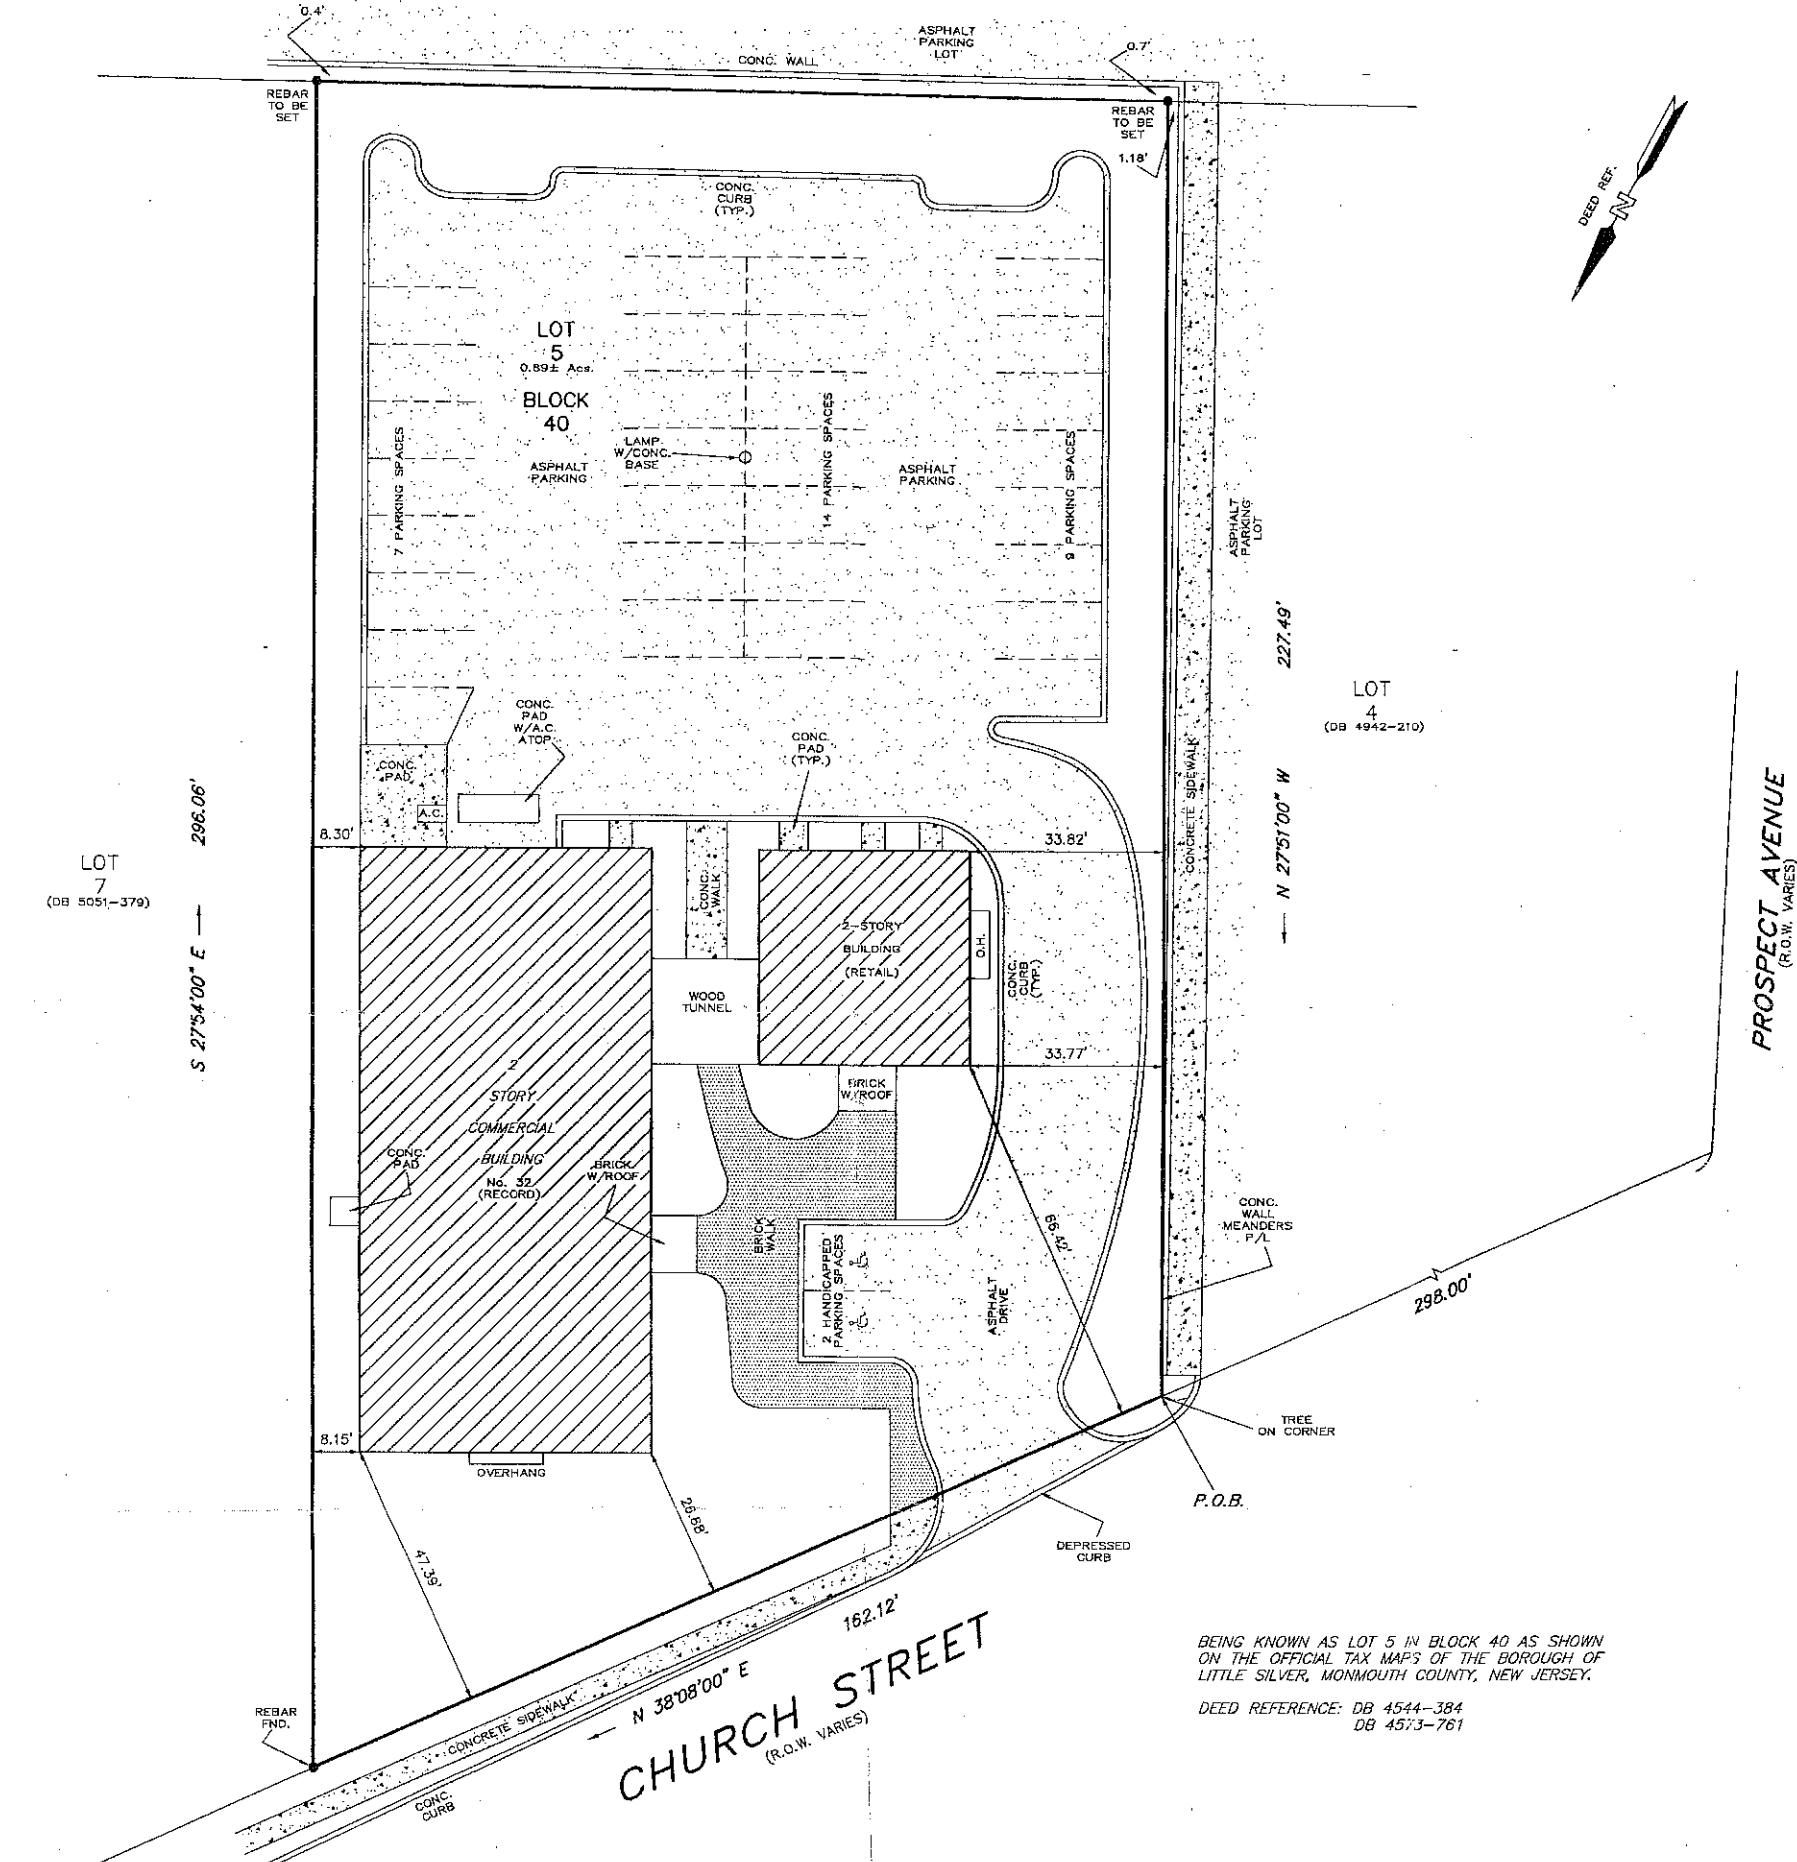 0.4'
ASPHALT
PARKING
LOT
0.7'
CONC. WALL
REBAR
TO BE
SET
REBAR
TO BE
SET
1.18'
DEED REF.
N
CONC.
CURB
(TYP.)
LOT
5
0.89± Acs.
BLOCK
40
LAMP
W/CONC.
BASE
7 PARKING SPACES
ASPHALT
PARKING
14 PARKING SPACES
ASPHALT
PARKING
9 PARKING SPACES
ASPHALT
PARKING
LOT
227.49'
N 27°51'00" W
LOT
4
(DB 4942-210)
PROSPECT AVENUE
(R.O.W. VARIES)
CONC.
PAD
W/A.C.
ATOP
CONC.
PAD
(TYP.)
CONC.
PAD
A.C.
CONCRETE SIDEWALK
296.06'
S 27°54'00" E
LOT
7
(DB 5051-379)
8.30'
33.82'
CONC.
WALK
2-STORY
BUILDING
(RETAIL)
O.H.
CONC.
CURB
(TYP.)
WOOD
TUNNEL
33.77'
BRICK
W/ROOF
2
STORY
COMMERCIAL
BUILDING
No. 32
(RECORD)
CONC.
PAD
BRICK
W/ROOF
BRICK
WALK
2 HANDICAPPED
PARKING SPACES
66.42'
ASPHALT
DRIVE
CONC.
WALL
MEANDERS
P/L
298.00'
TREE
ON CORNER
P.O.B.
8.15'
OVERHANG
47.39'
26.88'
DEPRESSED
CURB
162.12'
N 38°08'00" E
CHURCH STREET
(R.O.W. VARIES)
REBAR
FND.
CONCRETE SIDEWALK
CONC.
CURB
BEING KNOWN AS LOT 5 IN BLOCK 40 AS SHOWN
ON THE OFFICIAL TAX MAPS OF THE BOROUGH OF
LITTLE SILVER, MONMOUTH COUNTY, NEW JERSEY.
DEED REFERENCE: DB 4544-384
DB 4573-761